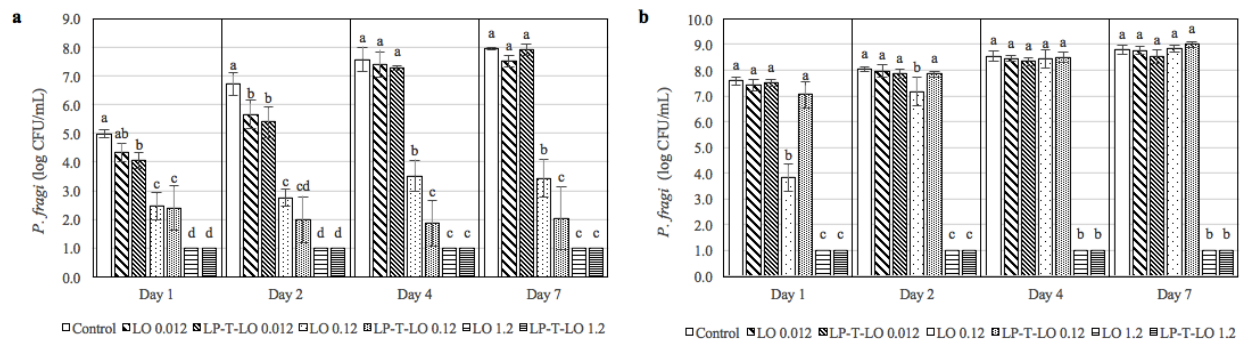 a
P. fragi (log CFU/mL)
9.0
8.0
7.0
6.0
5.0
4.0
3.0
2.0
1.0
0.0
a ab b c c d d
a b b c cd d d
a a a b c c c
a a a b c c c
Day 1 Day 2 Day 4 Day 7
Control LO 0.012 LP-T-LO 0.012 LO 0.12 LP-T-LO 0.12 LO 1.2 LP-T-LO 1.2
b
P. fragi (log CFU/mL)
10.0
9.0
8.0
7.0
6.0
5.0
4.0
3.0
2.0
1.0
0.0
a a a b a c c
a a a b a c c
a a a a a b b
a a a a a b b
Day 1 Day 2 Day 4 Day 7
Control LO 0.012 LP-T-LO 0.012 LO 0.12 LP-T-LO 0.12 LO 1.2 LP-T-LO 1.2